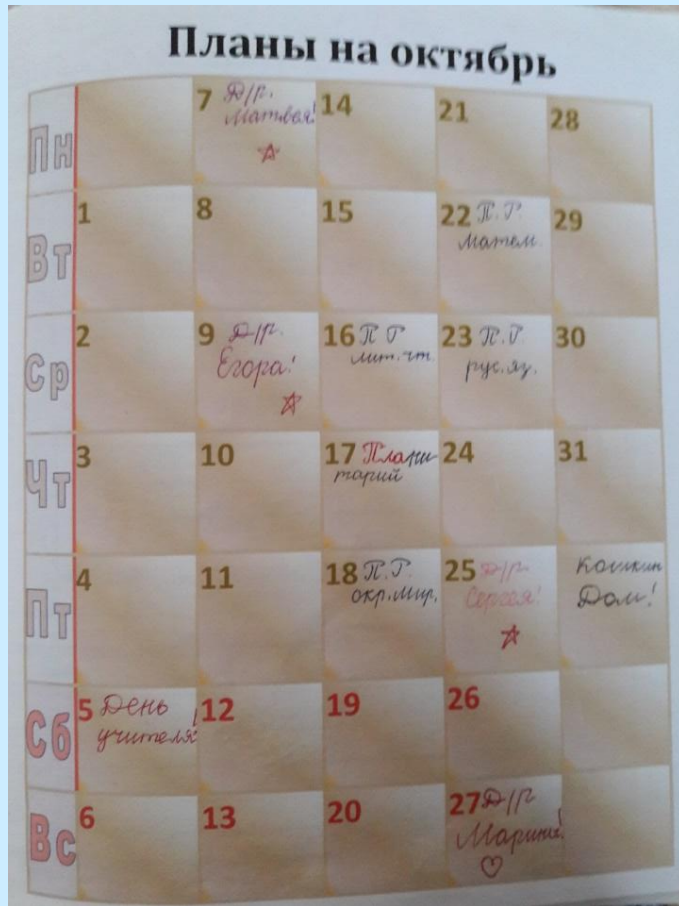 Планы на октябрь
Пн
7 Д/р.
Матвея!
14
21
28
Вт
1
8
15
22 П.Р.
матем.
29
Ср
2
9 Д/р.
Егора!
16 П Р
лит.чт.
23 П.Р.
рус.яз.
30
Чт
3
10
17 Плани
тарий
24
31
Пт
4
11
18 П.Р.
окр.мир.
25 Д/р.
Сергея!
Кошкин
Дом!
Сб
5 День
учителя!
12
19
26
Вс
6
13
20
27 Д/р
Марины!